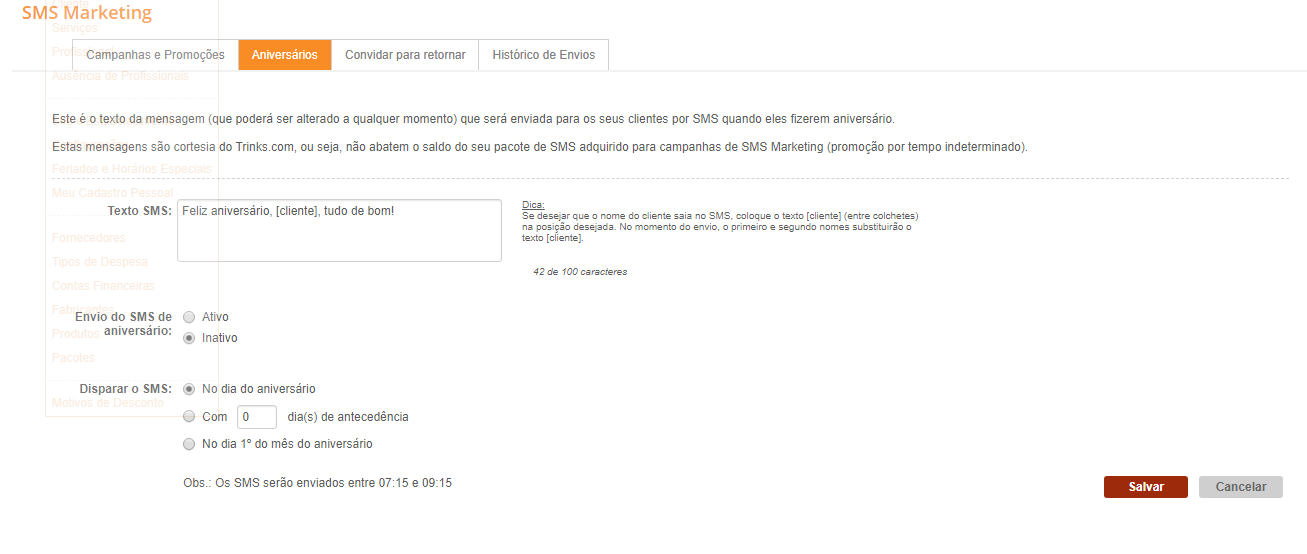 SMS Marketing
Cliente
Serviços
Campanhas e Promoções Aniversários Convidar para retornar Histórico de Envios
Ausência de Profissionais
Este é o texto da mensagem (que poderá ser alterado a qualquer momento) que será enviada para os seus clientes por SMS quando eles fizerem aniversário.
Estas mensagens são cortesia do Trinks.com, ou seja, não abatem o saldo do seu pacote de SMS adquirido para campanhas de SMS Marketing (promoção por tempo indeterminado).
Feriados e Horários Especiais
Meu Cadastro Pessoal
Texto SMS: Feliz aniversário, [cliente], tudo de bom!
Dica:
Se desejar que o nome do cliente saia no SMS, coloque o texto [cliente] (entre colchetes)
na posição desejada. No momento do envio, o primeiro e segundo nomes substituirão o
texto [cliente].
Fornecedores
Tipos de Despesa
42 de 100 caracteres
Contas Financeiras
Fabricantes
Envio do SMS de
aniversário:
Ativo
Inativo
Produtos
Pacotes
Disparar o SMS: No dia do aniversário
Motivos de Desconto
Com 0 dia(s) de antecedência
No dia 1º do mês do aniversário
Obs.: Os SMS serão enviados entre 07:15 e 09:15
Salvar Cancelar